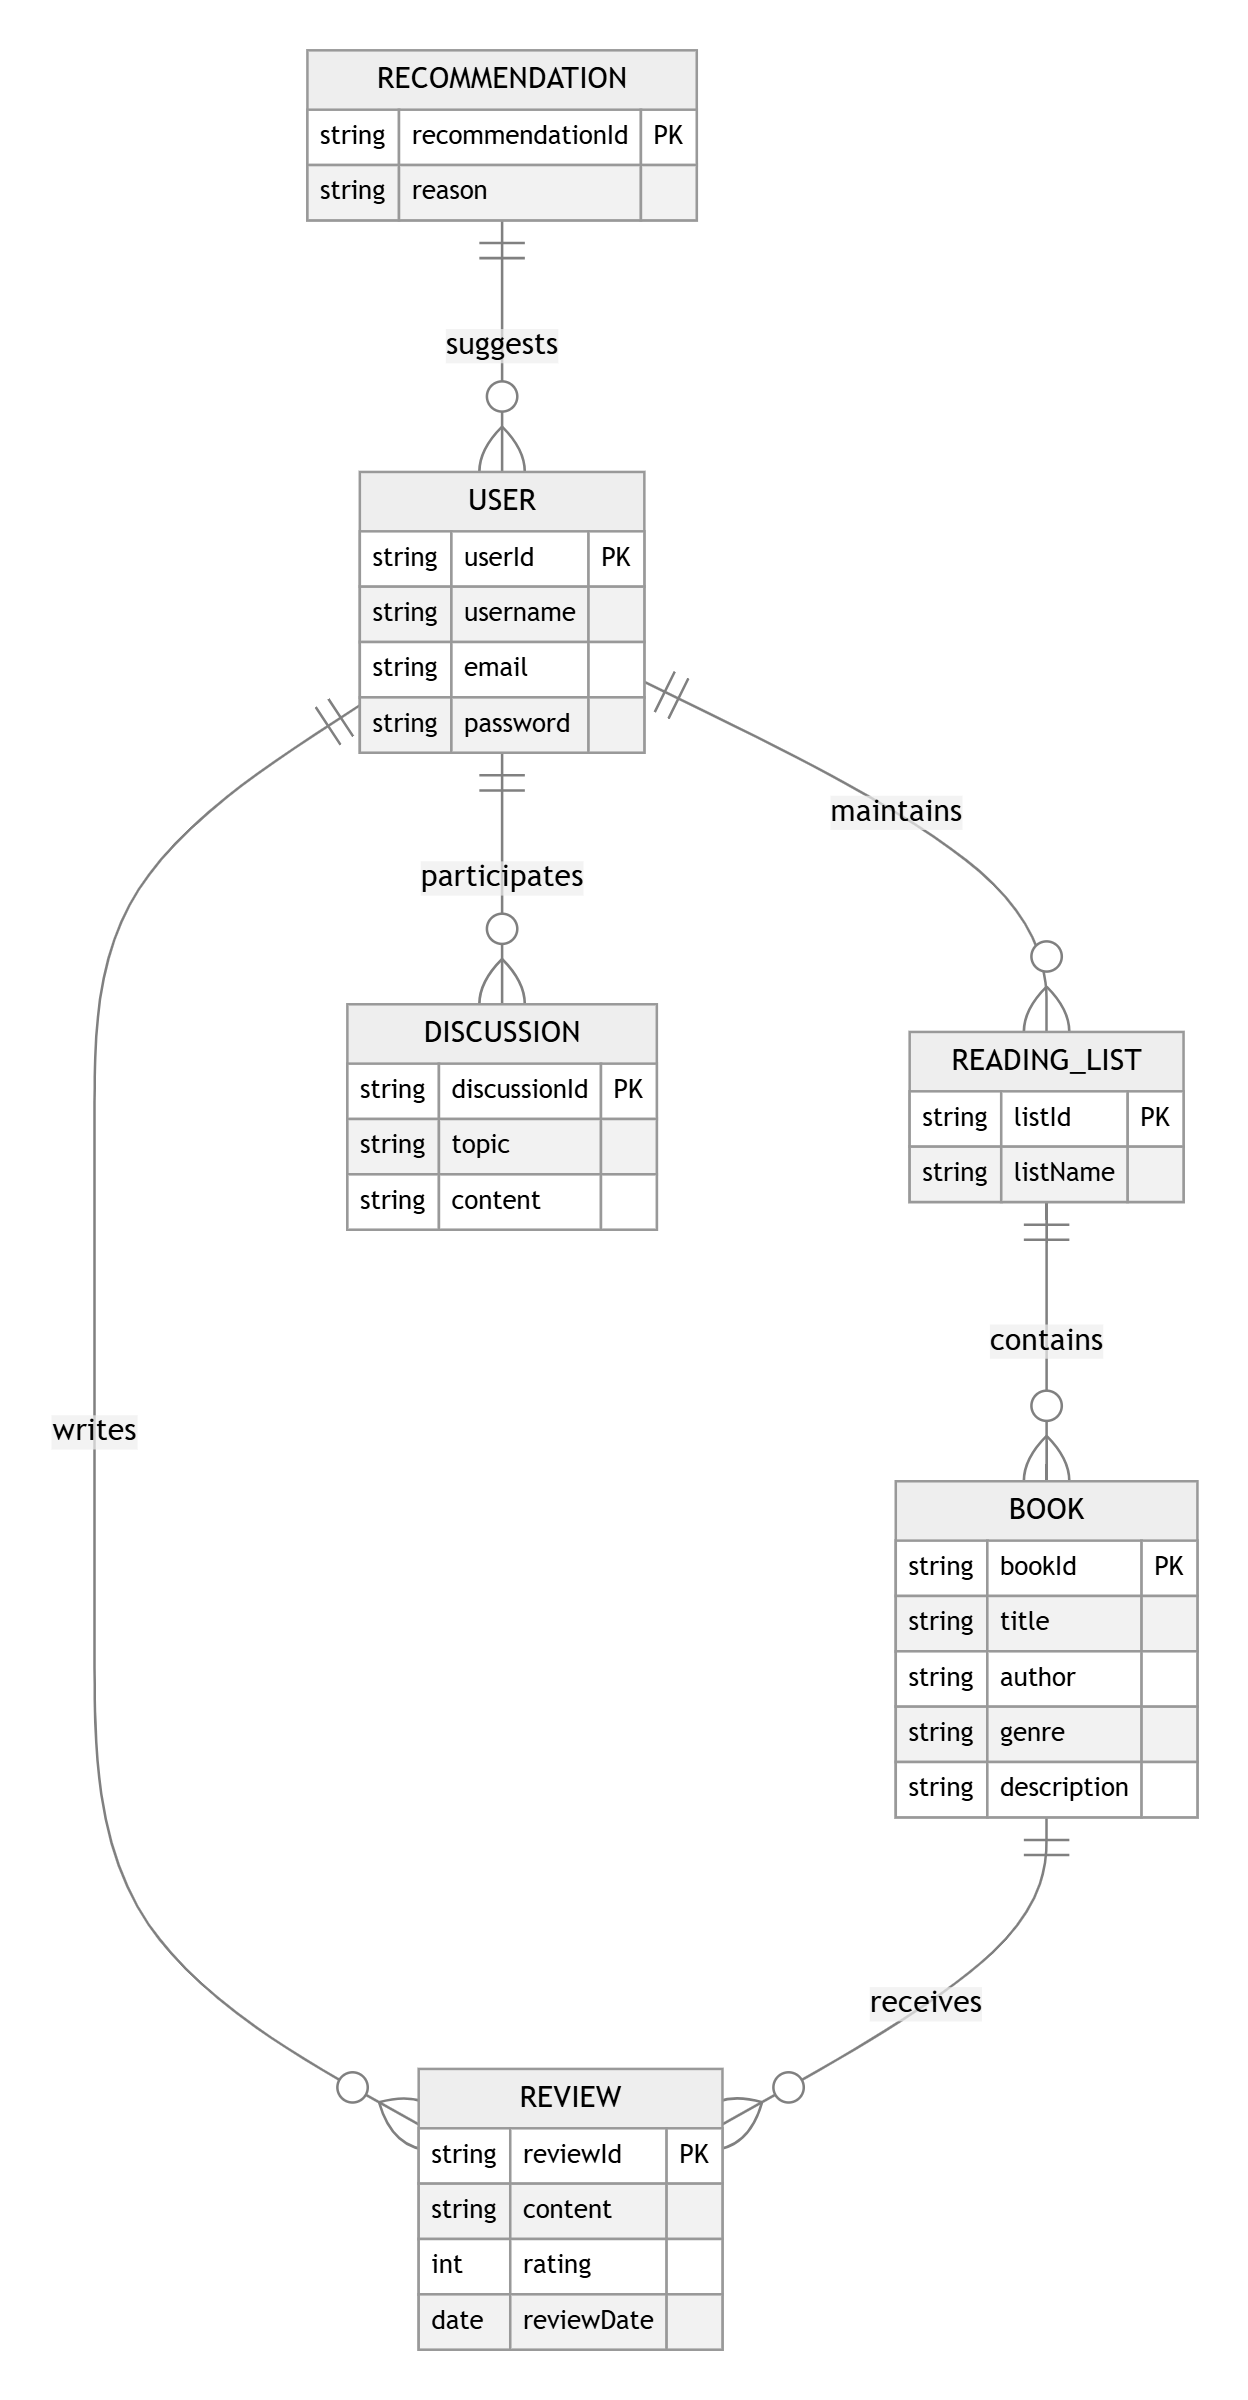 RECOMMENDATION
string recommendationId PK
string reason
suggests
USER
string userId PK
string username
string email
string password
maintains
participates
DISCUSSION
string discussionId PK
string topic
string content
READING_LIST
string listId PK
string listName
contains
writes
BOOK
string bookId PK
string title
string author
string genre
string description
receives
REVIEW
string reviewId PK
string content
int rating
date reviewDate